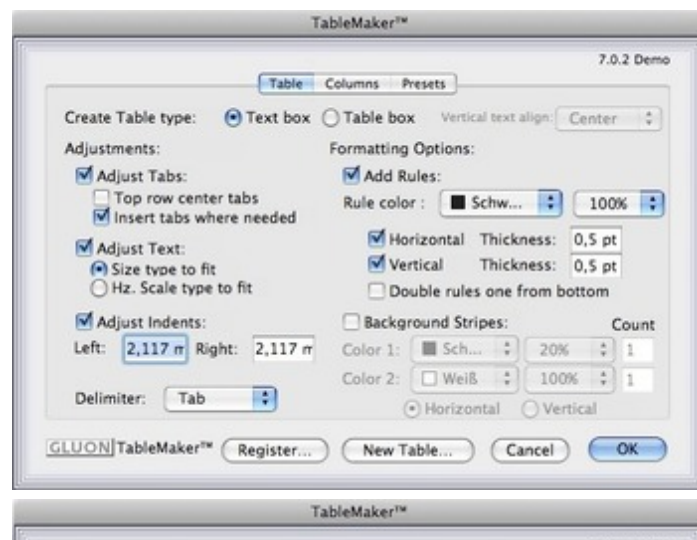 TableMaker™
7.0.2 Demo
Table Columns Presets
Create Table type: Text box Table box Vertical text align: Center
Adjustments: Formatting Options:
Adjust Tabs: Add Rules:
Top row center tabs Rule color : Schw... 100%
Insert tabs where needed
Horizontal Thickness: 0,5 pt
Adjust Text: Vertical Thickness: 0,5 pt
Size type to fit
Hz. Scale type to fit Double rules one from bottom
Adjust Indents: Background Stripes: Count
Left: 2,117 m Right: 2,117 m Color 1: Sch... 20% 1
Color 2: Weiß 100% 1
Delimiter: Tab Horizontal Vertical
GLUON TableMaker™ Register... New Table... Cancel OK
TableMaker™